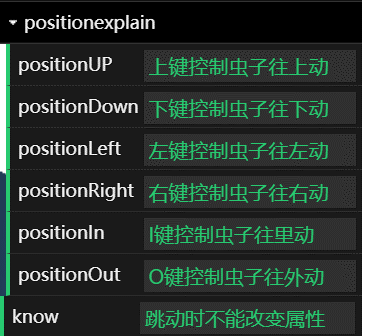 positionexplain
positionUP 上键控制虫子往上动
positionDown 下键控制虫子往下动
positionLeft 左键控制虫子往左动
positionRight 右键控制虫子往右动
positionIn I键控制虫子往里动
positionOut O键控制虫子往外动
know 跳动时不能改变属性